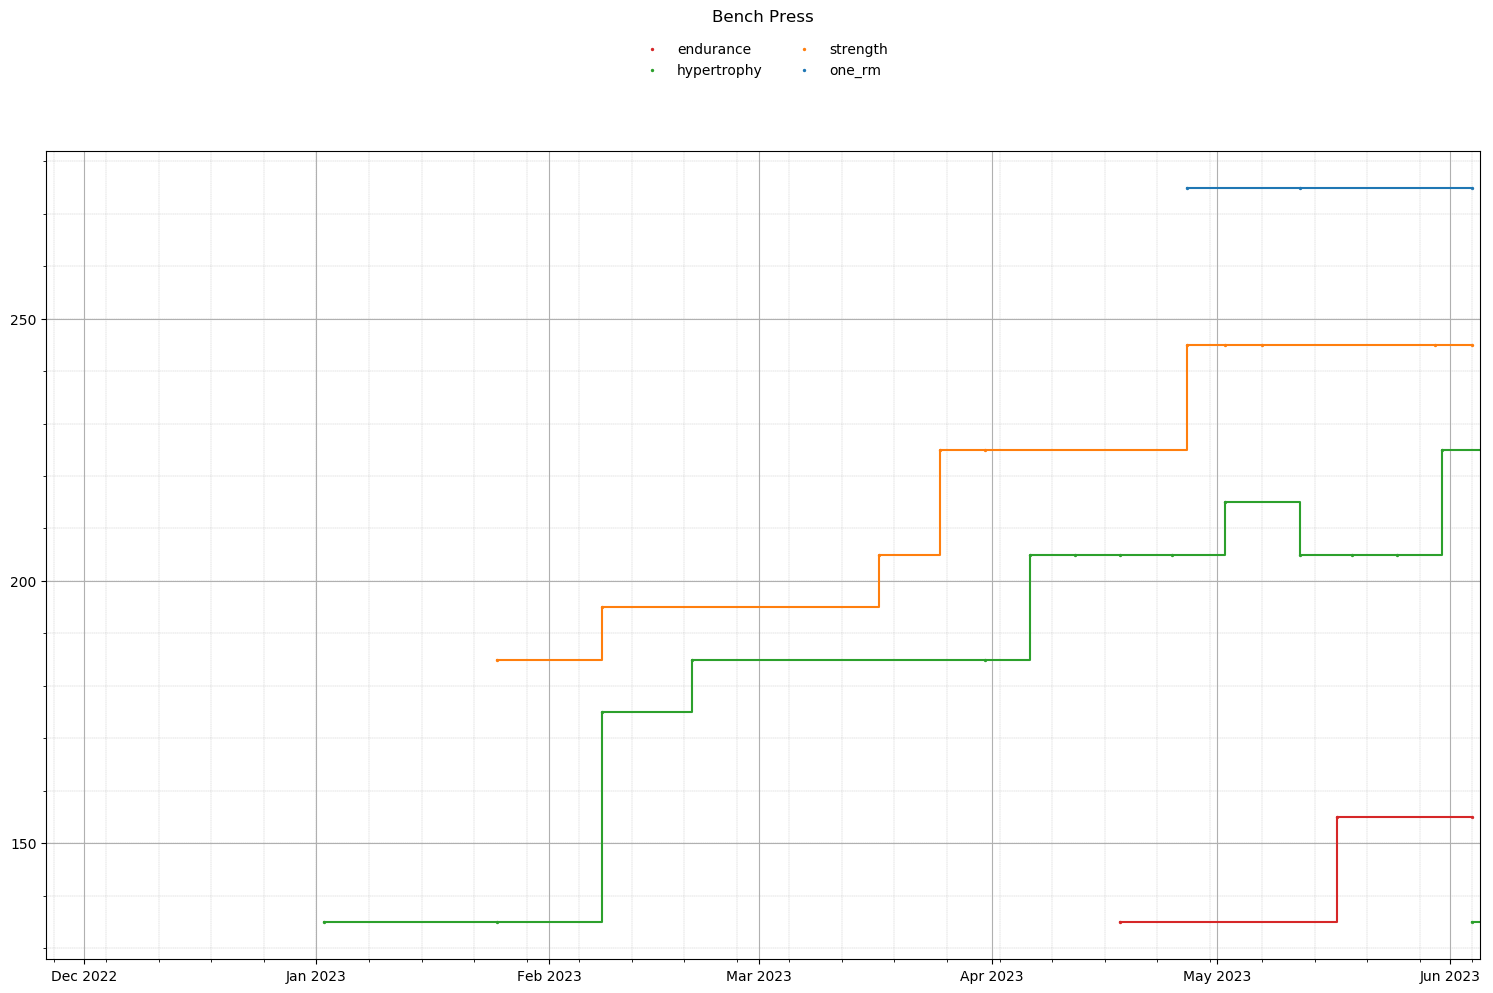 Bench Press
endurance strength
hypertrophy one_rm
250
200
150
Dec 2022 Jan 2023 Feb 2023 Mar 2023 Apr 2023 May 2023 Jun 2023